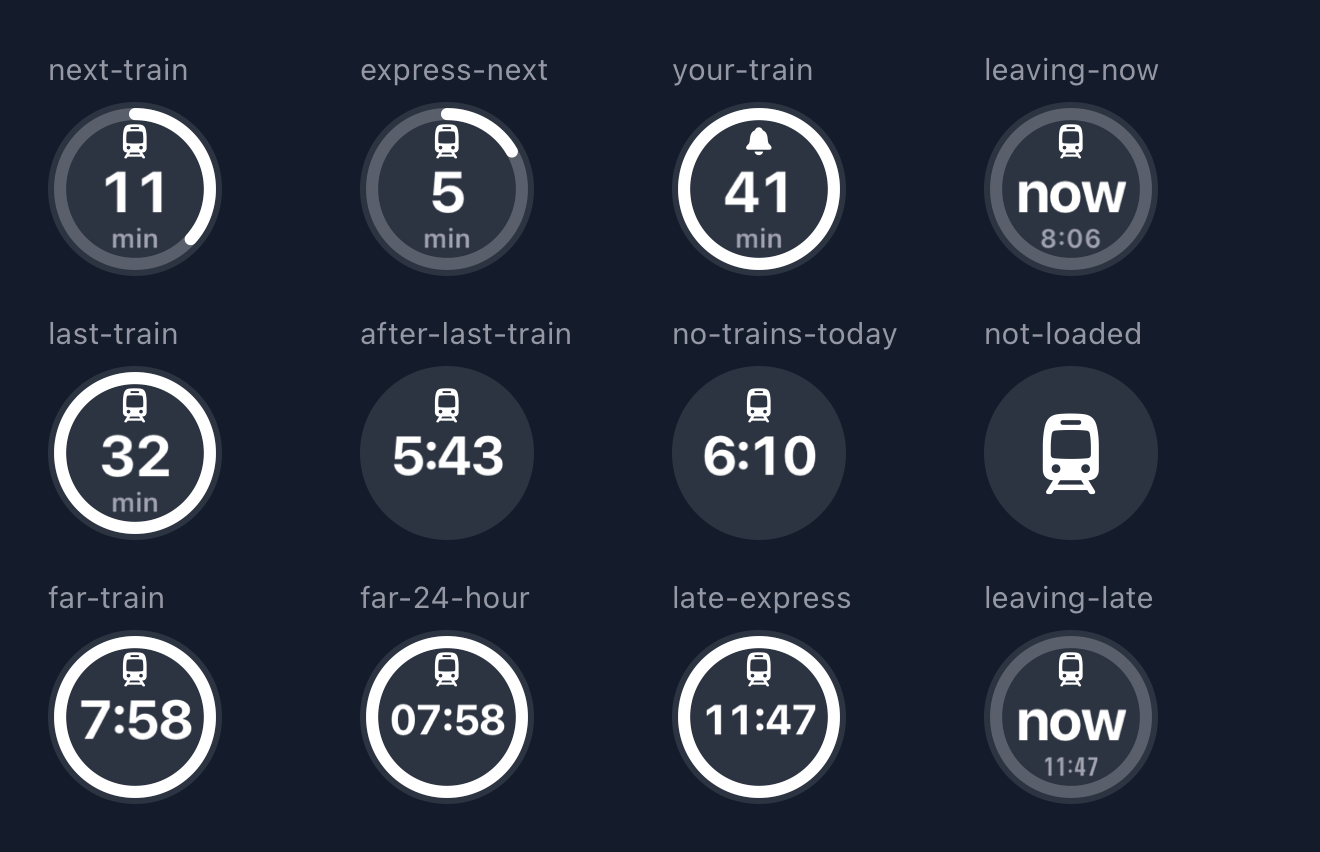 next-train express-next your-train leaving-now
11 5 41 now
min min min 8:06
last-train after-last-train no-trains-today not-loaded
32 5:43 6:10
min
far-train far-24-hour late-express leaving-late
7:58 07:58 11:47 now
11:47